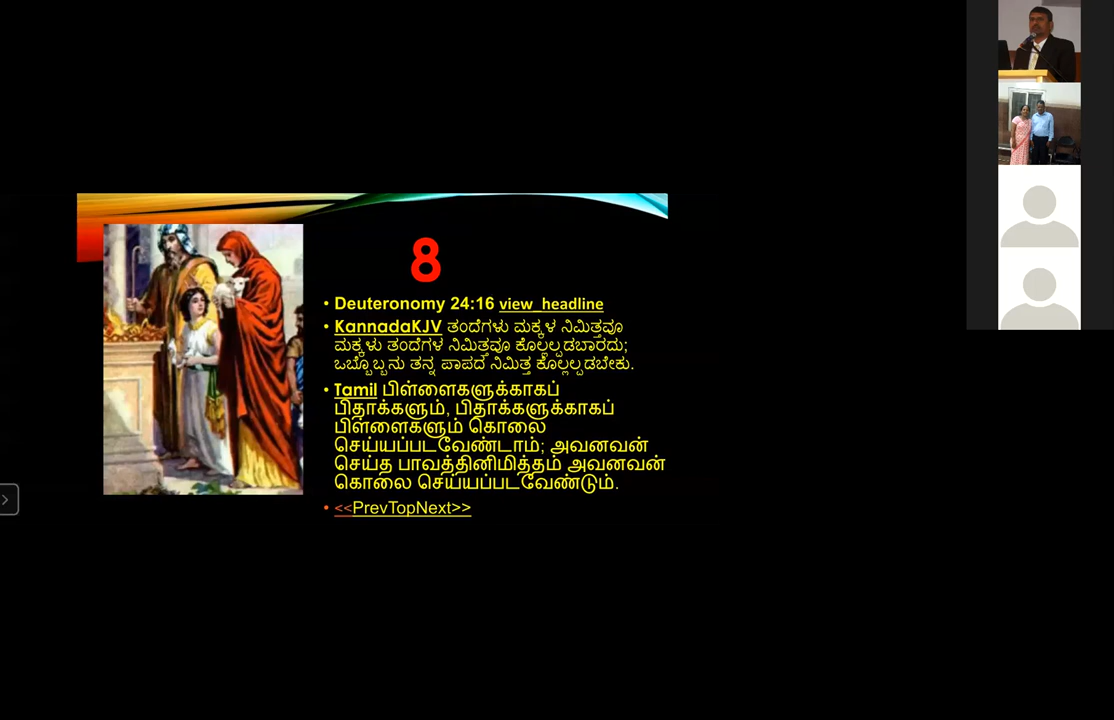 8
• Deuteronomy 24:16 view_headline
• KannadaKJV ತಂದೆಗಳು ಮಕ್ಕಳ ನಿಮಿತ್ತವೂ
ಮಕ್ಕಳು ತಂದೆಗಳ ನಿಮಿತ್ತವೂ ಕೊಲ್ಲಲ್ಪಡಬಾರದು;
ಒಬ್ಬೊಬ್ಬನು ತನ್ನ ಪಾಪದ ನಿಮಿತ್ತ ಕೊಲ್ಲಲ್ಪಡಬೇಕು.
• Tamil பிள்ளைகளுக்காகப்
பிதாக்களும், பிதாக்களுக்காகப்
பிள்ளைகளும் கொலை
செய்யப்படவேண்டாம்; அவனவன்
செய்த பாவத்தினிமித்தம் அவனவன்
கொலை செய்யப்படவேண்டும்.
• <<PrevTopNext>>